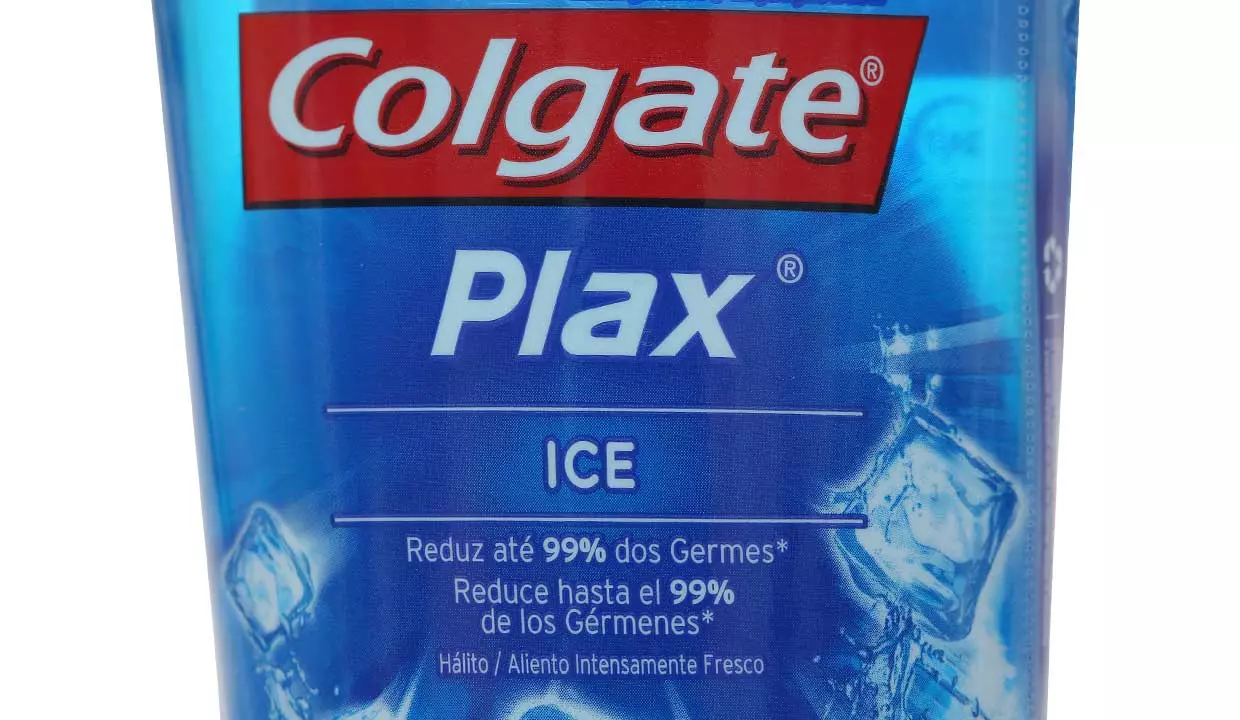 Colgate®
Plax®
ICE
Reduz até 99% dos Germes*
Reduce hasta el 99%
de los Gérmenes*
Hálito / Aliento Intensamente Fresco